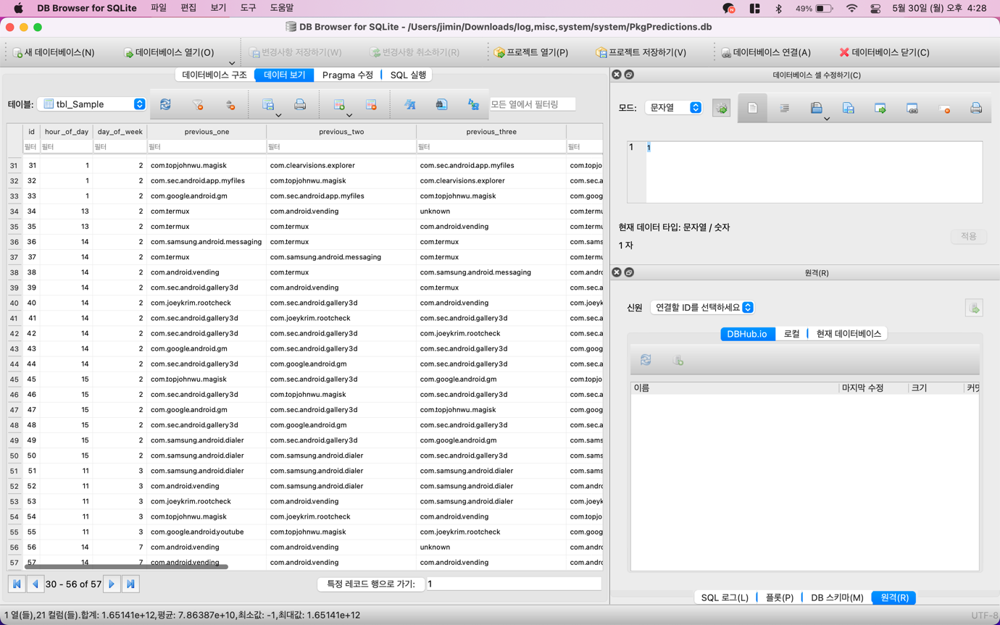 DB Browser for SQLite 파일 편집 보기 도구 도움말 49% 5월 30일 (월) 오후 4:28
DB Browser for SQLite - /Users/jimin/Downloads/log,misc,system/system/PkgPredictions.db
새 데이터베이스(N) 데이터베이스 열기(O) 변경사항 저장하기(W) 변경사항 취소하기(R) 프로젝트 열기(P) 프로젝트 저장하기(V) 데이터베이스 연결(A) 데이터베이스 닫기(C)
데이터베이스 구조 데이터 보기 Pragma 수정 SQL 실행
테이블: tbl_Sample 모든 열에서 필터링
id hour_of_day day_of_week previous_one previous_two previous_three
필터 필터 필터 필터 필터 필터 필터
31 31 1 2 com.topjohnwu.magisk com.clearvisions.explorer com.sec.android.app.myfiles com.topjo
32 32 1 2 com.sec.android.app.myfiles com.topjohnwu.magisk com.clearvisions.explorer com.sec.a
33 33 1 2 com.google.android.gm com.sec.android.app.myfiles com.topjohnwu.magisk com.goog
34 34 13 2 com.termux com.android.vending unknown com.termu
35 35 13 2 com.termux com.termux com.android.vending com.termu
36 36 14 2 com.samsung.android.messaging com.termux com.termux com.sams
37 37 14 2 com.termux com.samsung.android.messaging com.termux com.termu
38 38 14 2 com.android.vending com.termux com.samsung.android.messaging com.andro
39 39 14 2 com.sec.android.gallery3d com.android.vending com.termux com.sec.a
40 40 14 2 com.joeykrim.rootcheck com.sec.android.gallery3d com.android.vending com.joeyk
41 41 14 2 com.sec.android.gallery3d com.joeykrim.rootcheck com.sec.android.gallery3d com.sec.a
42 42 14 2 com.sec.android.gallery3d com.sec.android.gallery3d com.joeykrim.rootcheck com.sec.a
43 43 14 2 com.google.android.gm com.sec.android.gallery3d com.sec.android.gallery3d com.goog
44 44 14 2 com.sec.android.gallery3d com.google.android.gm com.sec.android.gallery3d com.sec.a
45 45 15 2 com.topjohnwu.magisk com.sec.android.gallery3d com.google.android.gm com.topjo
46 46 15 2 com.sec.android.gallery3d com.topjohnwu.magisk com.sec.android.gallery3d com.sec.a
47 47 15 2 com.google.android.gm com.sec.android.gallery3d com.topjohnwu.magisk com.goog
48 48 15 2 com.sec.android.gallery3d com.google.android.gm com.sec.android.gallery3d com.sec.a
49 49 15 2 com.samsung.android.dialer com.sec.android.gallery3d com.google.android.gm com.sams
50 50 15 2 com.samsung.android.dialer com.samsung.android.dialer com.sec.android.gallery3d com.sams
51 51 11 3 com.samsung.android.dialer com.samsung.android.dialer com.samsung.android.dialer com.sams
52 52 11 3 com.android.vending com.samsung.android.dialer com.samsung.android.dialer com.andro
53 53 11 3 com.joeykrim.rootcheck com.android.vending com.samsung.android.dialer com.joeyk
54 54 11 3 com.topjohnwu.magisk com.joeykrim.rootcheck com.android.vending com.topjo
55 55 11 3 com.google.android.youtube com.topjohnwu.magisk com.joeykrim.rootcheck com.goog
56 56 14 7 com.android.vending com.android.vending unknown com.andro
57 57 14 7 com.android.vending com.android.vending com.android.vending com.andro
30 - 56 of 57 특정 레코드 행으로 가기: 1
데이터베이스 셀 수정하기(C)
모드: 문자열
1 1
현재 데이터 타입: 문자열 / 숫자
1 자
적용
원격(R)
신원 연결할 ID를 선택하세요
DBHub.io 로컬 현재 데이터베이스
이름 마지막 수정 크기 커밋
SQL 로그(L) 플롯(P) DB 스키마(M) 원격(R)
1 열(들),21 컬럼(들).합계: 1.65141e+12,평균: 7.86387e+10,최소값: -1,최대값: 1.65141e+12 UTF-8